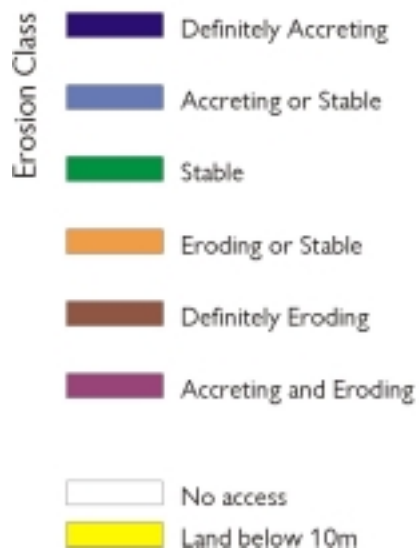 Erosion Class
Definitely Accreting
Accreting or Stable
Stable
Eroding or Stable
Definitely Eroding
Accreting and Eroding
No access
Land below 10m